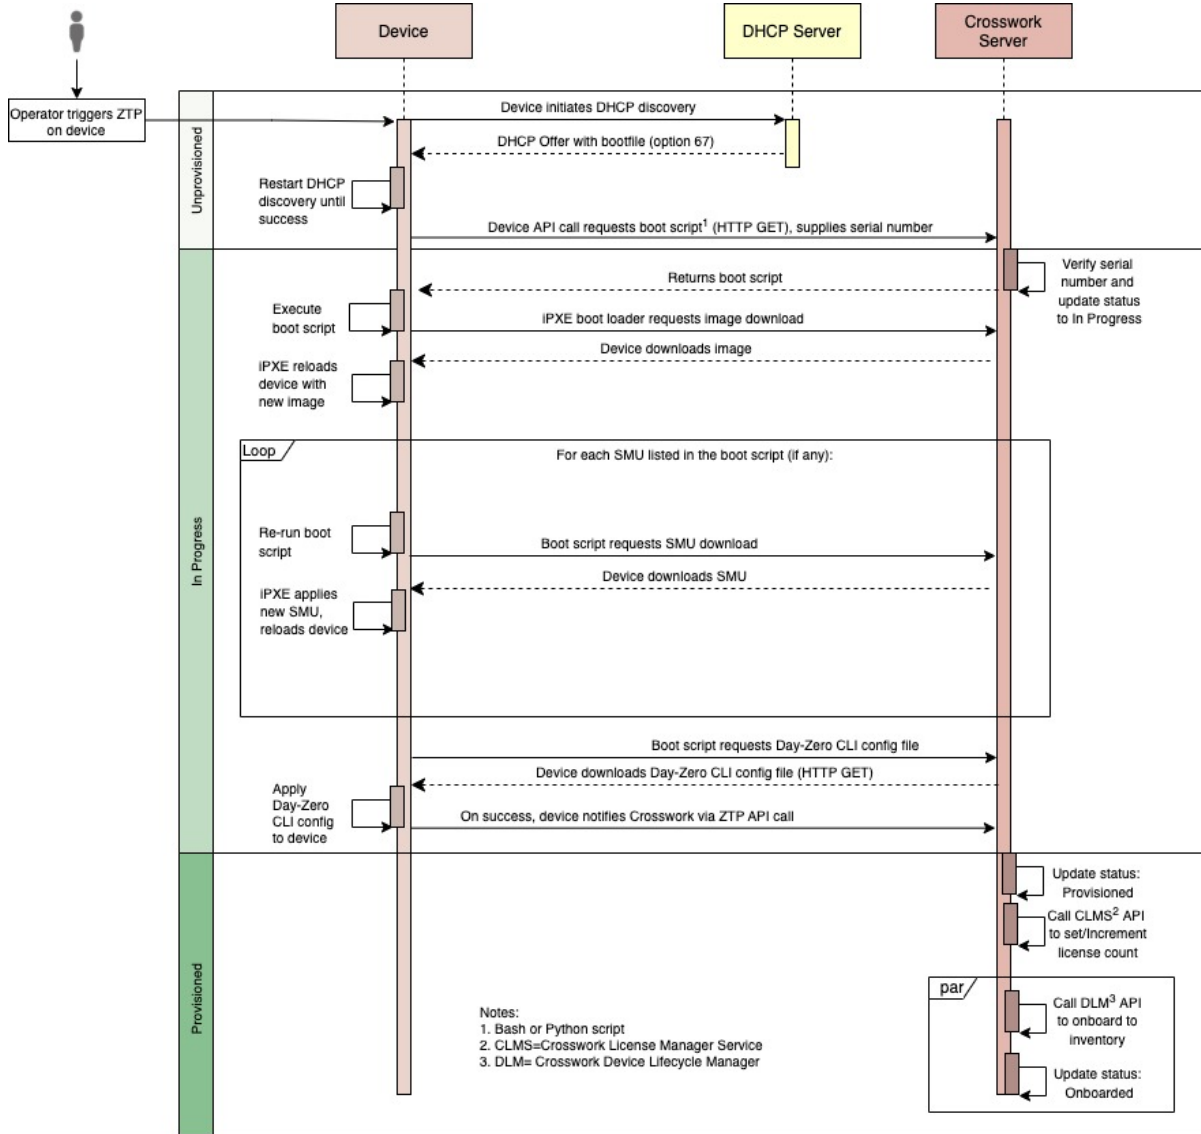 Device
DHCP Server
Crosswork
Server
Operator triggers ZTP
on device
Unprovisioned
Device initiates DHCP discovery
DHCP Offer with bootfile (option 67)
Restart DHCP
discovery until
success
Device API call requests boot script1 (HTTP GET), supplies serial number
In Progress
Verify serial
number and
update status
to In Progress
Returns boot script
Execute
boot script
iPXE boot loader requests image download
Device downloads image
iPXE reloads
device with
new image
Loop
For each SMU listed in the boot script (if any):
Re-run boot
script
Boot script requests SMU download
Device downloads SMU
iPXE applies
new SMU,
reloads device
Boot script requests Day-Zero CLI config file
Device downloads Day-Zero CLI config file (HTTP GET)
Apply
Day-Zero
CLI config
to device
On success, device notifies Crosswork via ZTP API call
Provisioned
Update status:
Provisioned
Call CLMS2 API
to set/Increment
license count
par
Call DLM3 API
to onboard to
inventory
Update status:
Onboarded
Notes:
1. Bash or Python script
2. CLMS=Crosswork License Manager Service
3. DLM= Crosswork Device Lifecycle Manager